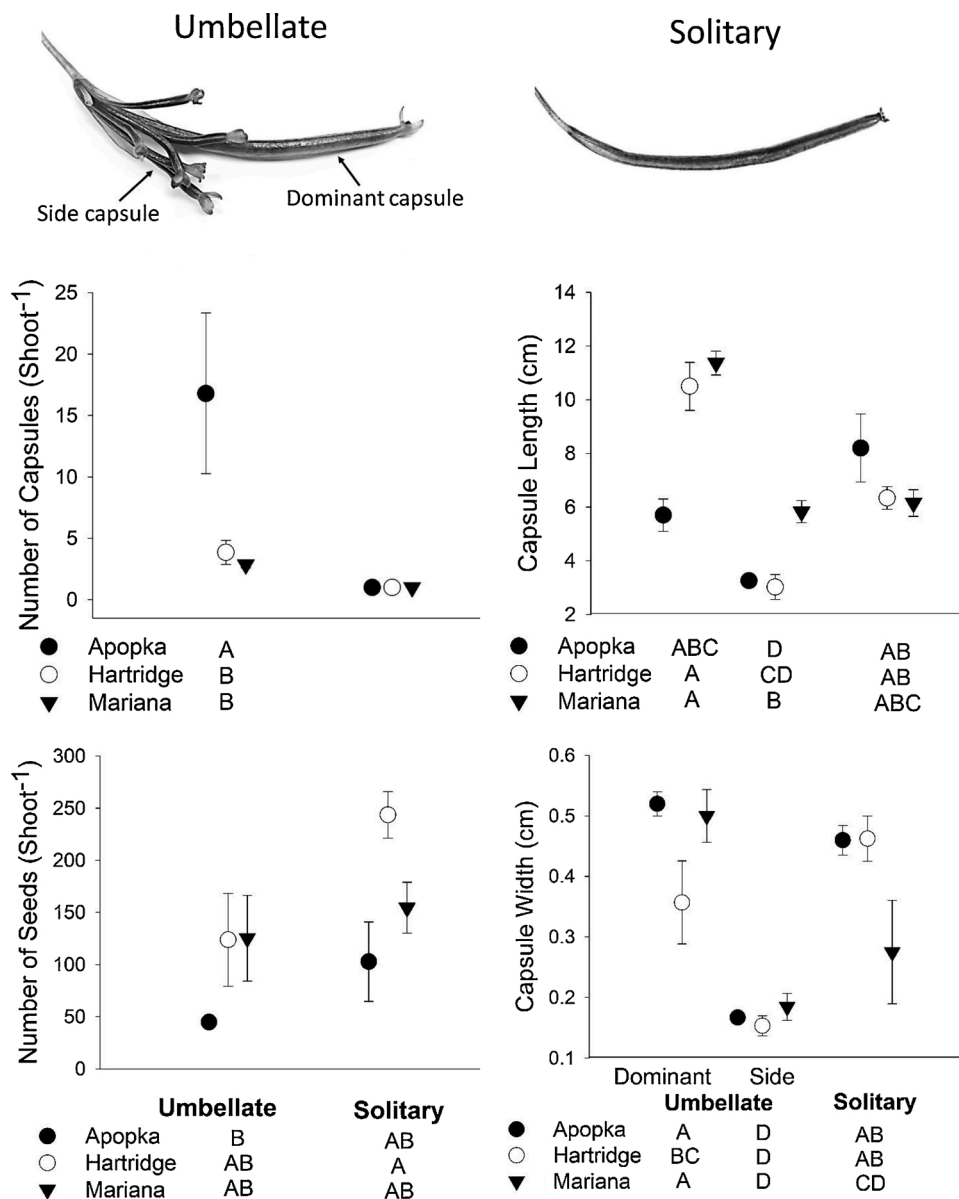 Umbellate
Solitary
Side capsule
Dominant capsule
Number of Capsules (Shoot-1)
25
20
15
10
5
0
Apopka A
Hartridge B
Mariana B
Capsule Length (cm)
14
12
10
8
6
4
2
Apopka ABC D AB
Hartridge A CD AB
Mariana A B ABC
Number of Seeds (Shoot-1)
300
250
200
150
100
50
0
Umbellate Solitary
Apopka B AB
Hartridge AB A
Mariana AB AB
Capsule Width (cm)
0.6
0.5
0.4
0.3
0.2
0.1
Dominant Side
Umbellate Solitary
Apopka A D AB
Hartridge BC D AB
Mariana A D CD